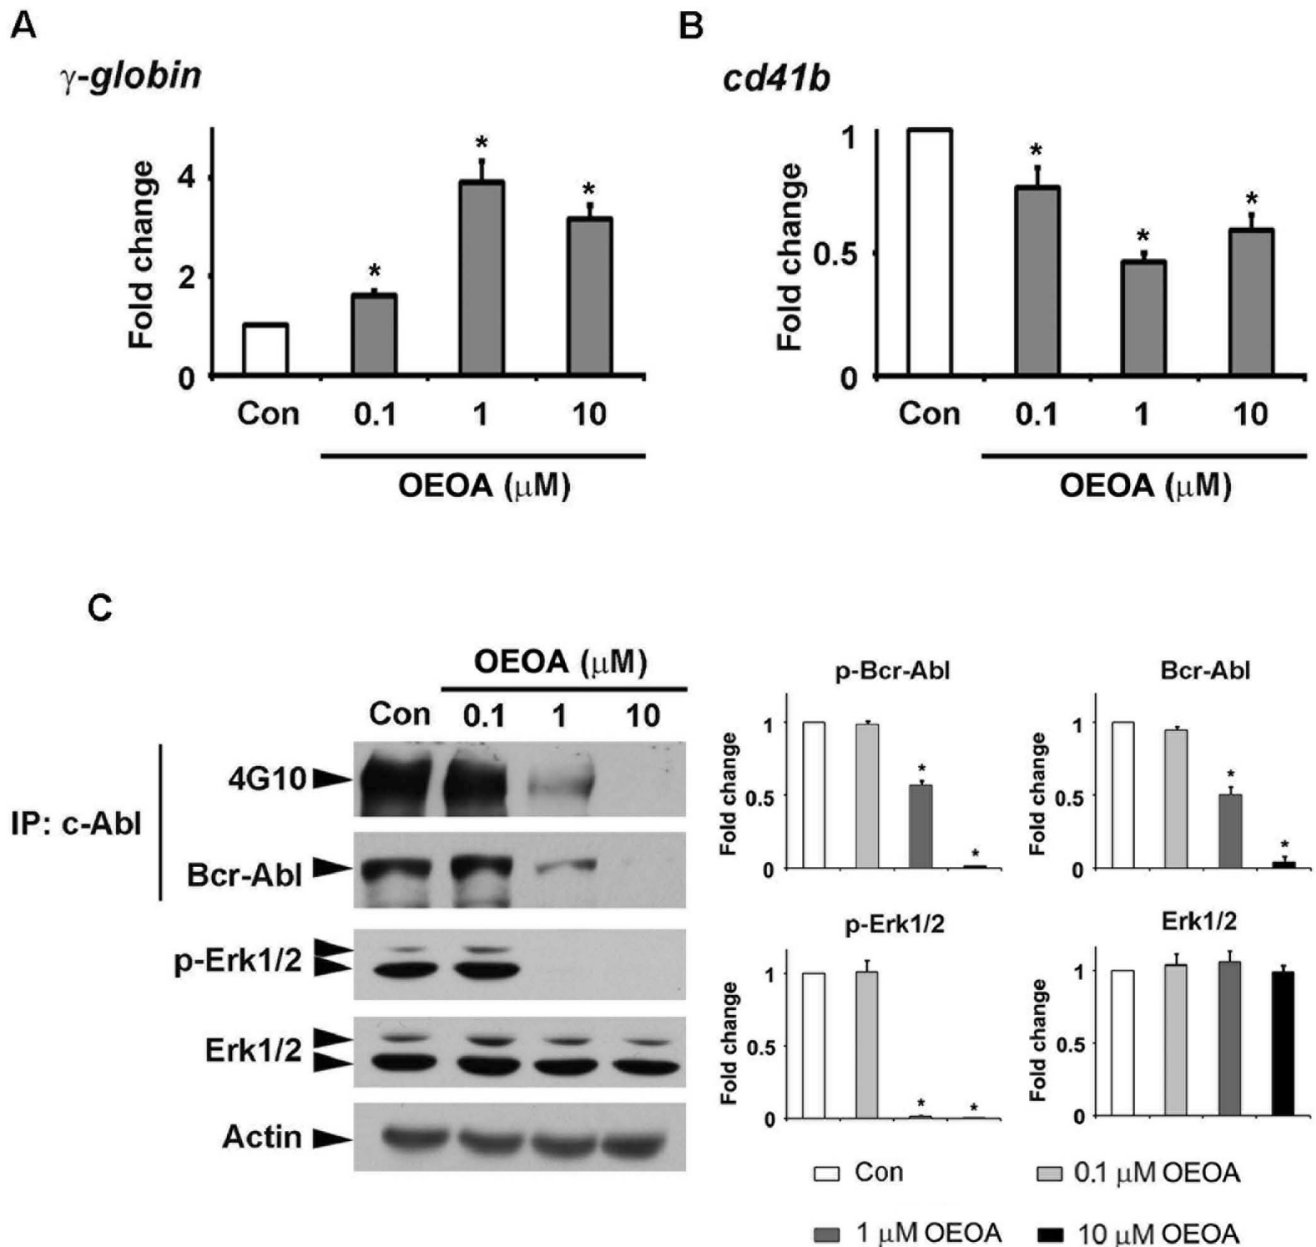 A
γ-globin
Fold change
4
2
0
*
*
*
Con
0.1
1
10
OEOA (μM)
B
cd41b
Fold change
1
0.5
0
*
*
*
Con
0.1
1
10
OEOA (μM)
C
OEOA (μM)
Con
0.1
1
10
IP: c-Abl
4G10
Bcr-Abl
p-Erk1/2
Erk1/2
Actin
p-Bcr-Abl
Fold change
1
0.5
0
*
*
Bcr-Abl
Fold change
1
0.5
0
*
*
p-Erk1/2
Fold change
1
0.5
0
*
*
Erk1/2
Fold change
1
0.5
0
Con
0.1 μM OEOA
1 μM OEOA
10 μM OEOA